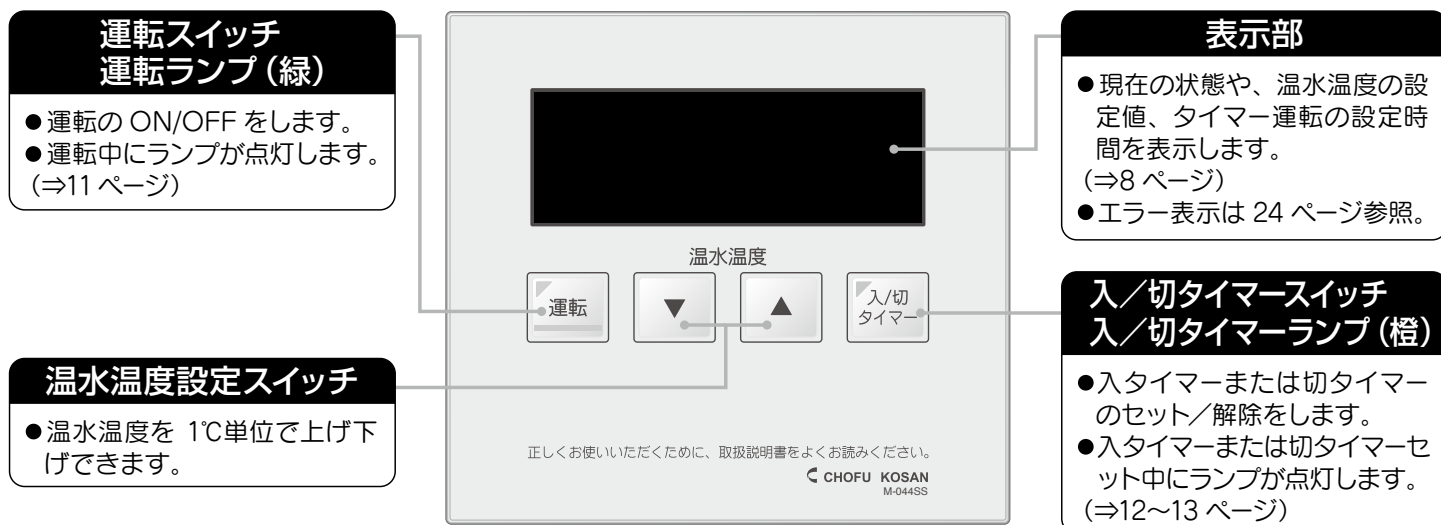 運転スイッチ
運転ランプ（緑）
●運転の ON/OFF をします。
●運転中にランプが点灯します。
（⇒11 ページ）
温水温度設定スイッチ
●温水温度を 1℃単位で上げ下
げできます。
温水温度
運転
▼
▲
入/切
タイマー
正しくお使いいただくために、取扱説明書をよくお読みください。
CHOFU KOSAN
M-044SS
表示部
●現在の状態や、温水温度の設
定値、タイマー運転の設定時
間を表示します。
（⇒8 ページ）
●エラー表示は 24 ページ参照。
入／切タイマースイッチ
入／切タイマーランプ（橙）
●入タイマーまたは切タイマー
のセット／解除をします。
●入タイマーまたは切タイマーセ
ット中にランプが点灯します。
（⇒12〜13 ページ）